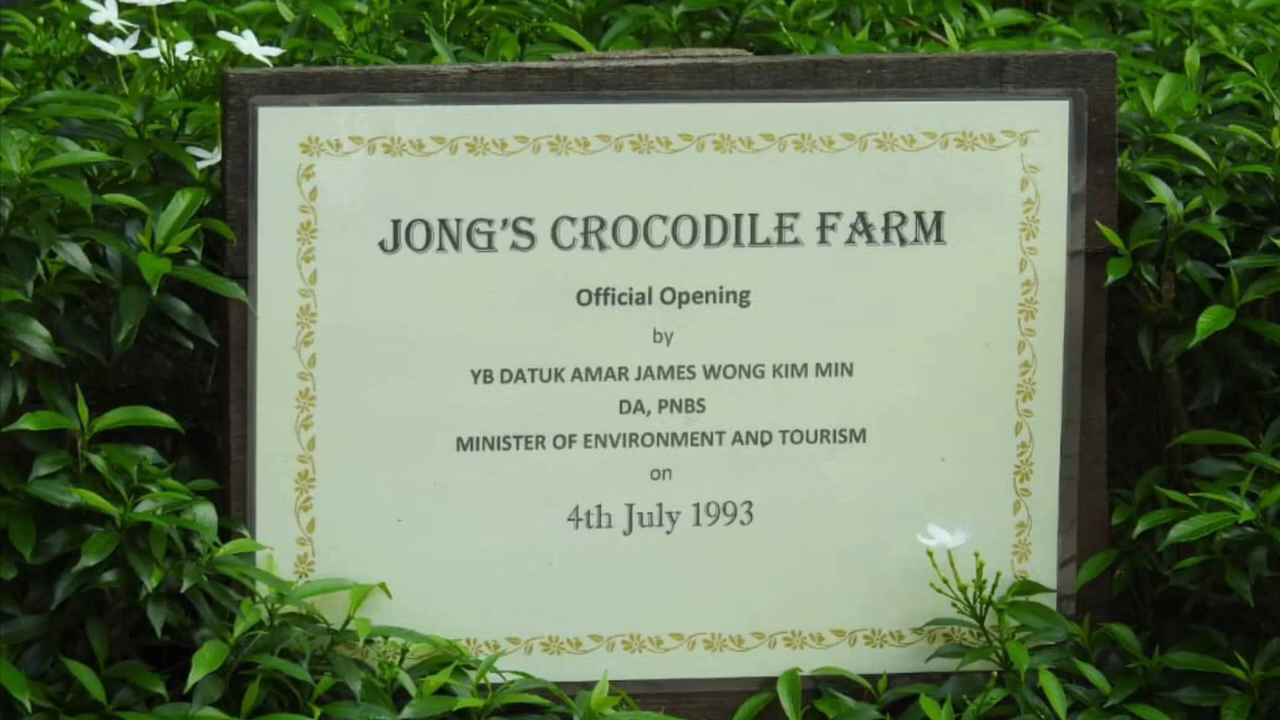 JONG'S CROCODILE FARM
Official Opening
by
YB DATUK AMAR JAMES WONG KIM MIN
DA, PNBS
MINISTER OF ENVIRONMENT AND TOURISM
on
4th July 1993